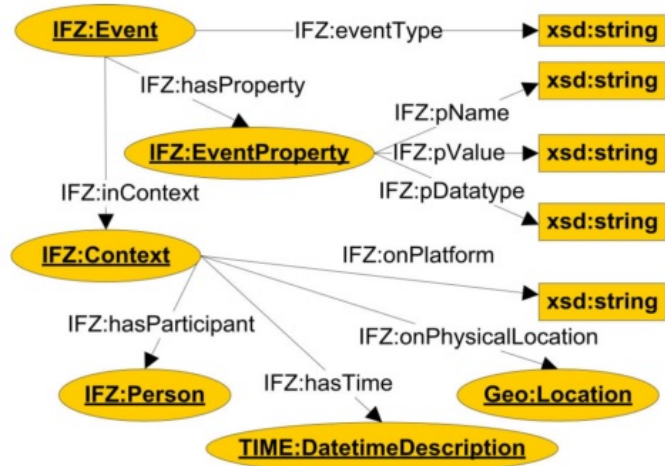 IFZ:Event
IFZ:eventType
xsd:string
IFZ:hasProperty
xsd:string
IFZ:pName
IFZ:EventProperty
IFZ:pValue
xsd:string
IFZ:pDatatype
IFZ:inContext
xsd:string
IFZ:Context
IFZ:onPlatform
xsd:string
IFZ:hasParticipant
IFZ:onPhysicalLocation
IFZ:hasTime
IFZ:Person
Geo:Location
TIME:DatetimeDescription